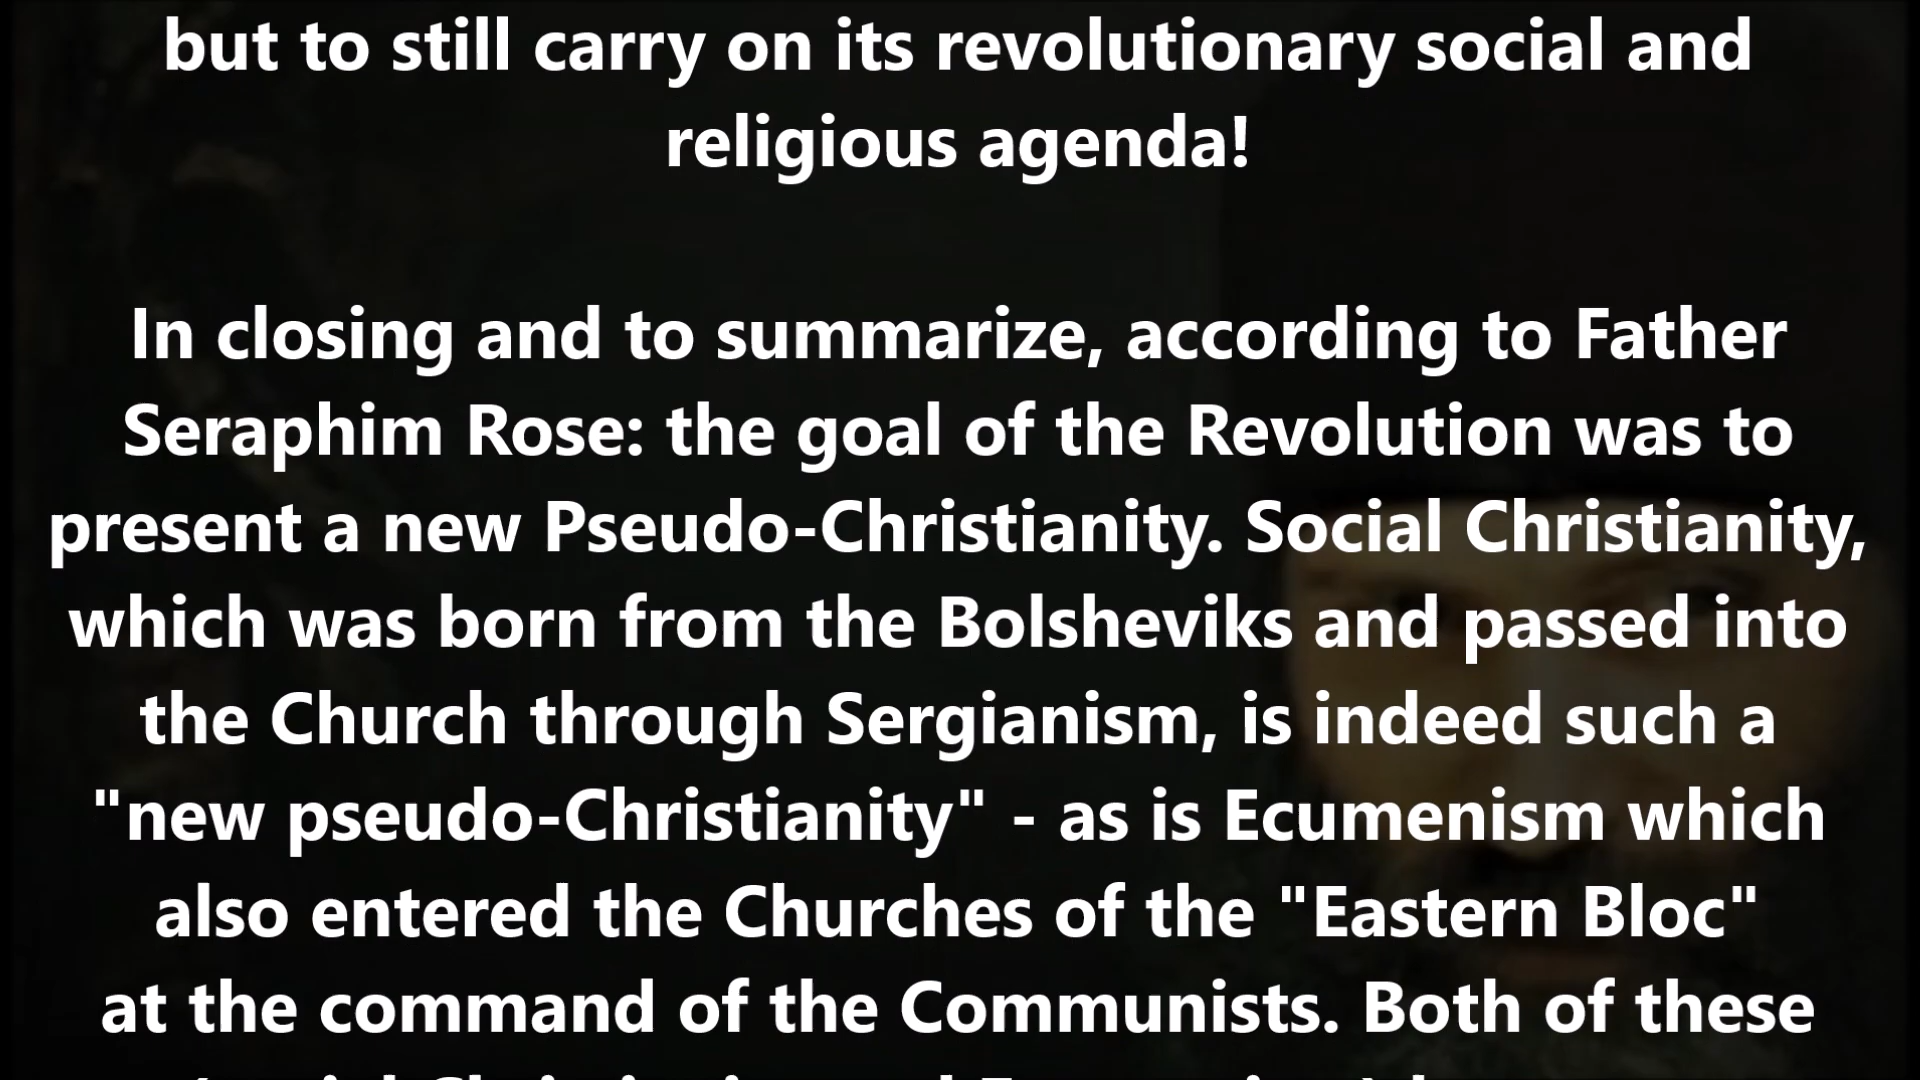 but to still carry on its revolutionary social and
religious agenda!
In closing and to summarize, according to Father
Seraphim Rose: the goal of the Revolution was to
present a new Pseudo-Christianity. Social Christianity,
which was born from the Bolsheviks and passed into
the Church through Sergianism, is indeed such a
"new pseudo-Christianity" - as is Ecumenism which
also entered the Churches of the "Eastern Bloc"
at the command of the Communists. Both of these